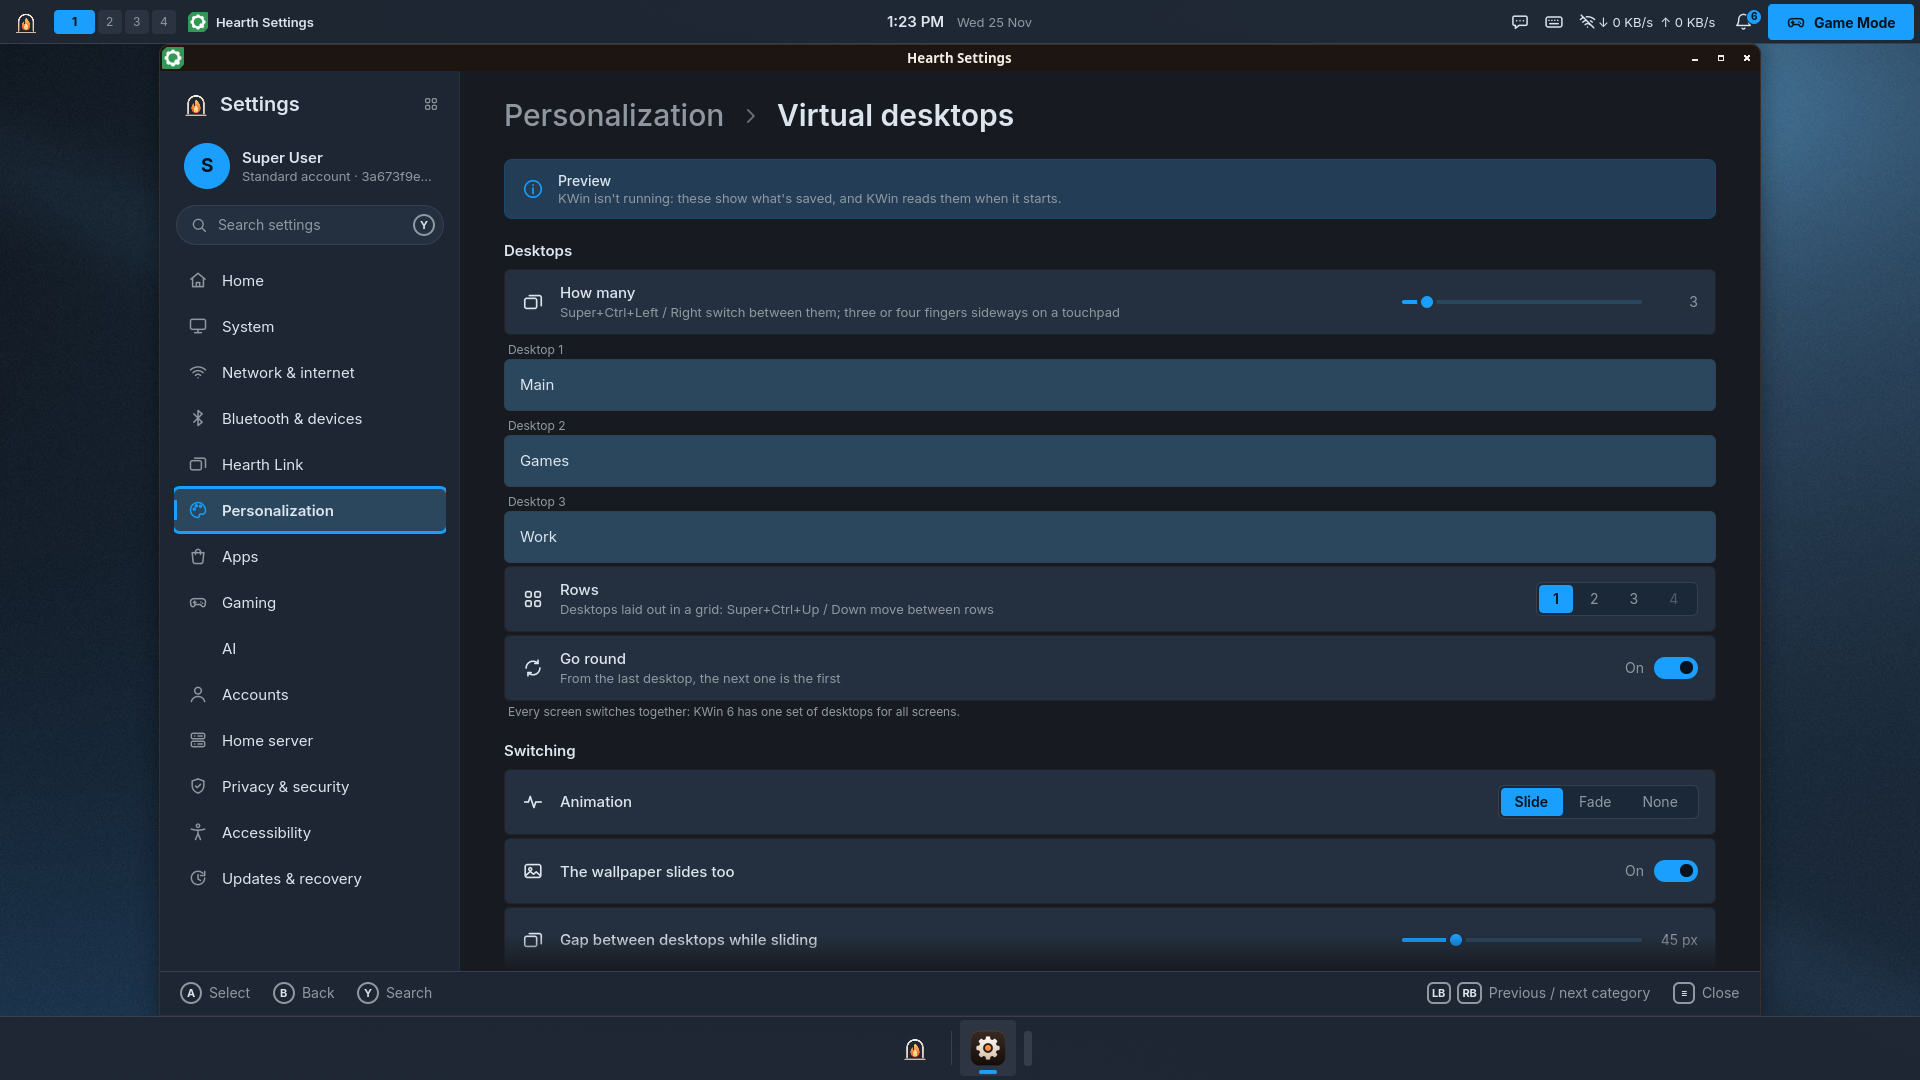 1 2 3 4 Hearth Settings
1:23 PM Wed 25 Nov
↓ 0 KB/s ↑ 0 KB/s 6 Game Mode
Hearth Settings
Settings
S
Super User
Standard account · 3a673f9e...
Search settings Y
Home
System
Network & internet
Bluetooth & devices
Hearth Link
Personalization
Apps
Gaming
AI
Accounts
Home server
Privacy & security
Accessibility
Updates & recovery
Personalization > Virtual desktops
Preview
KWin isn't running: these show what's saved, and KWin reads them when it starts.
Desktops
How many
Super+Ctrl+Left / Right switch between them; three or four fingers sideways on a touchpad
3
Desktop 1
Main
Desktop 2
Games
Desktop 3
Work
Rows
Desktops laid out in a grid: Super+Ctrl+Up / Down move between rows
1 2 3 4
Go round
From the last desktop, the next one is the first
On
Every screen switches together: KWin 6 has one set of desktops for all screens.
Switching
Animation
Slide Fade None
The wallpaper slides too
On
Gap between desktops while sliding
45 px
A Select B Back Y Search
LB RB Previous / next category ≡ Close